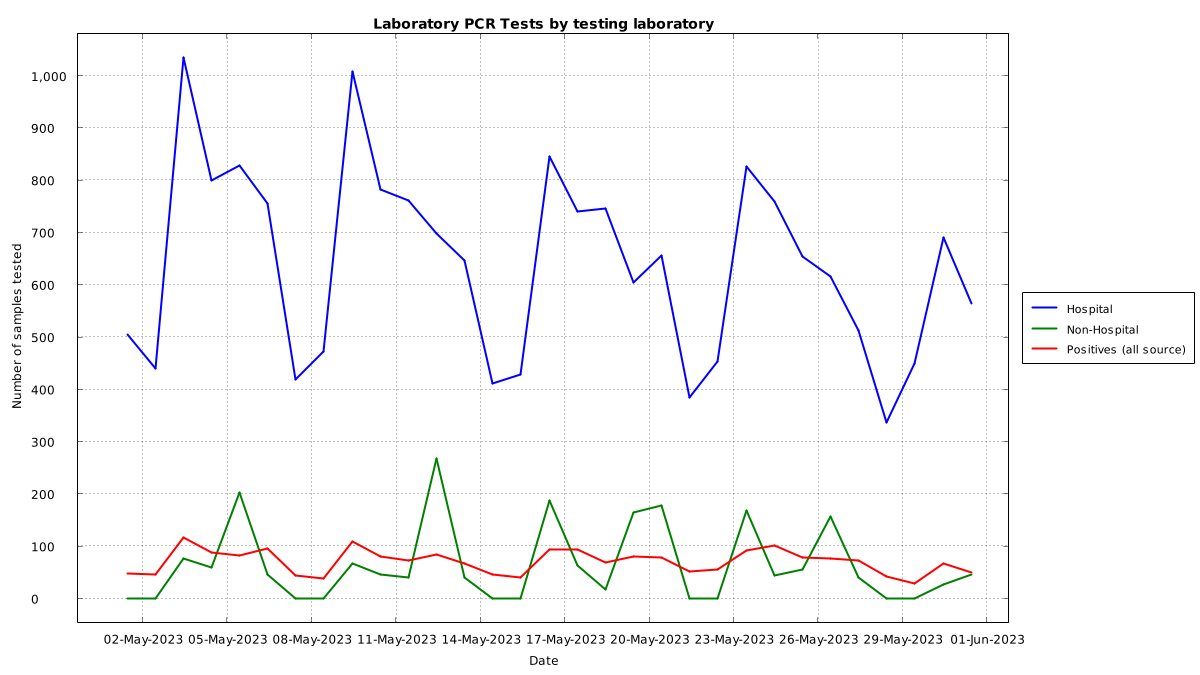 Laboratory PCR Tests by testing laboratory
Number of samples tested
1,000
900
800
700
600
500
400
300
200
100
0
02-May-2023 05-May-2023 08-May-2023 11-May-2023 14-May-2023 17-May-2023 20-May-2023 23-May-2023 26-May-2023 29-May-2023 01-Jun-2023
Date
Hospital
Non-Hospital
Positives (all source)